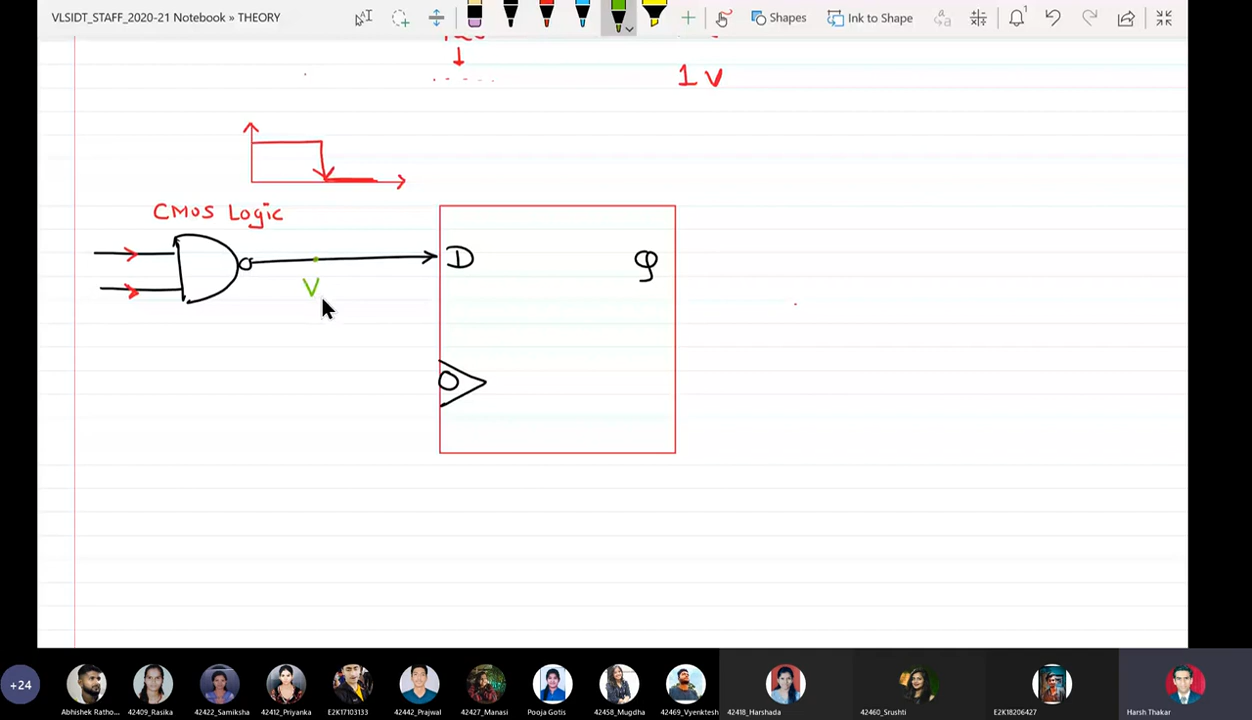 VLSIDT_STAFF_2020-21 Notebook » THEORY
Shapes
Ink to Shape
1 V
CMOS Logic
D
Q
V
+24
Abhishek Ratho...
42409_Rasika
42422_Samiksha
42412_Priyanka
E2K17103133
42442_Prajwal
42427_Manasi
Pooja Gotis
42458_Mugdha
42469_Vyenktesh
42418_Harshada
42460_Srushti
E2K18206427
Harsh Thakar